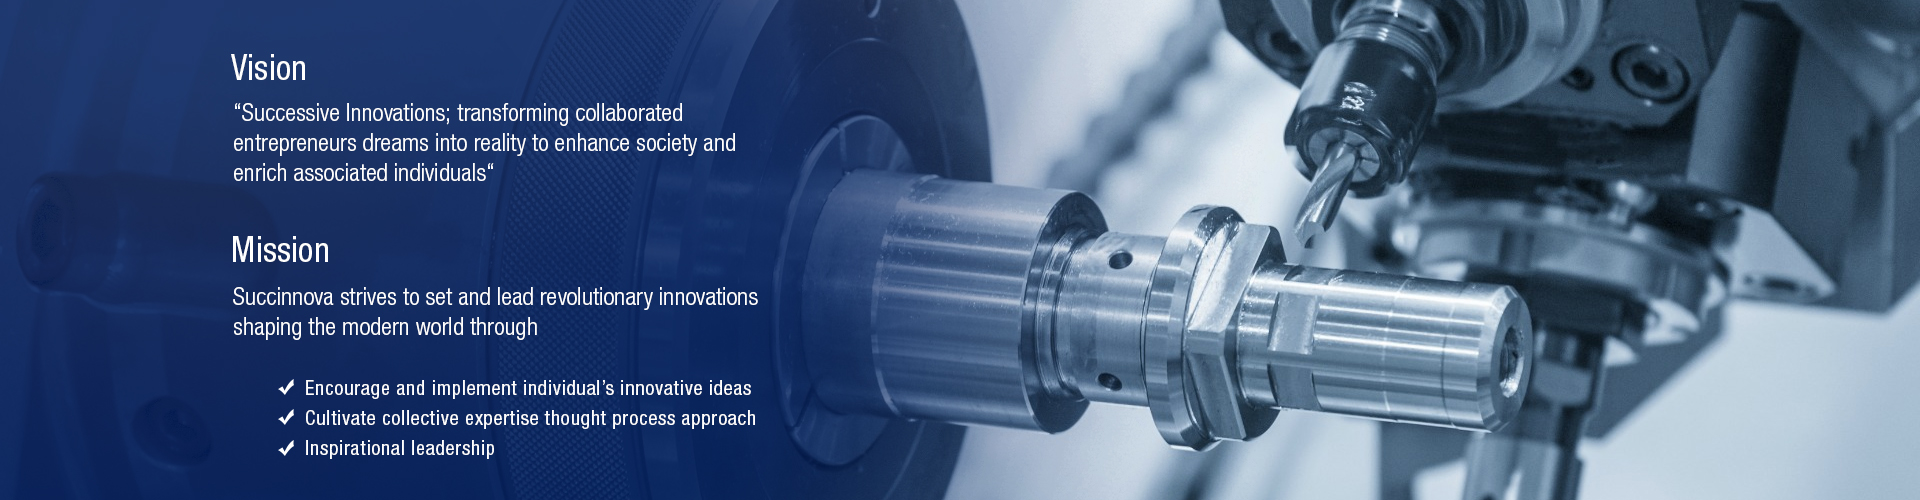 Vision
“Successive Innovations; transforming collaborated
entrepreneurs dreams into reality to enhance society and
enrich associated individuals“
Mission
Succinnova strives to set and lead revolutionary innovations
shaping the modern world through
✓ Encourage and implement individual’s innovative ideas
✓ Cultivate collective expertise thought process approach
✓ Inspirational leadership